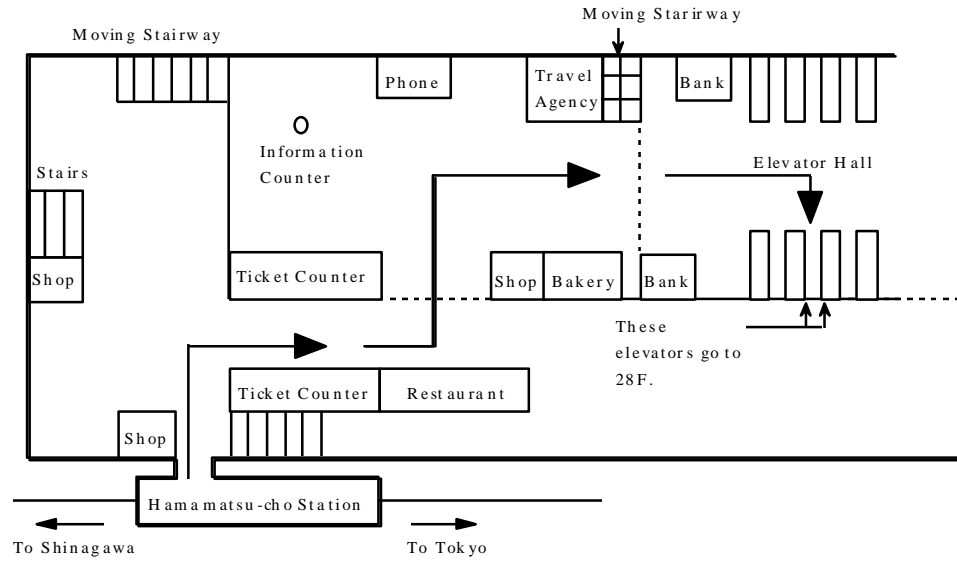 Moving Starirway
Moving Stairway
Phone
Travel
Agency
Bank
Information
Counter
Elevator Hall
Stairs
Shop
Ticket Counter
Shop
Bakery
Bank
These
elevators go to
28F.
Ticket Counter
Restaurant
Shop
Hamamatsu-cho Station
To Shinagawa
To Tokyo